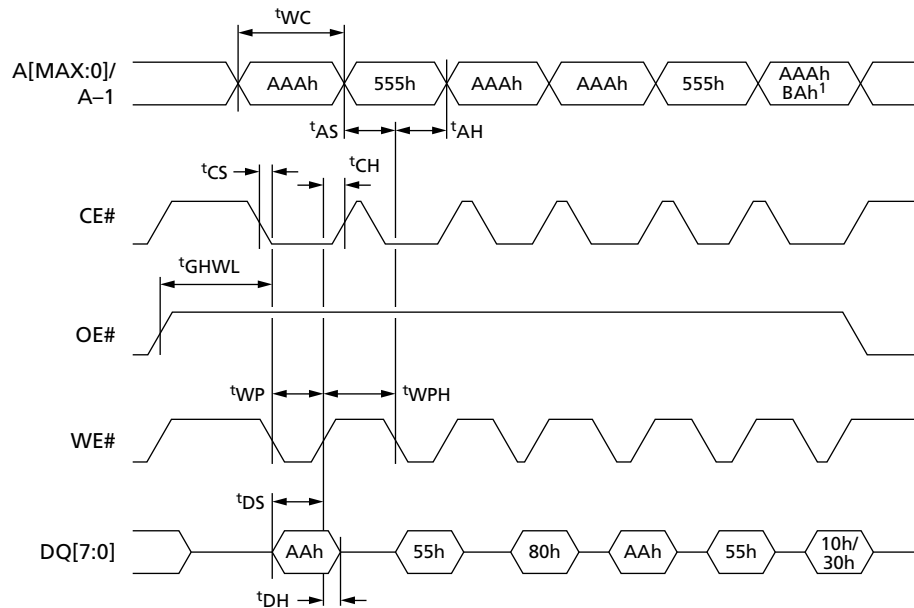 tWC
A[MAX:0]/
A–1
AAAh 555h AAAh AAAh 555h AAAh
BAh1
tAS tAH
tCS tCH
CE#
tGHWL
OE#
tWP tWPH
WE#
tDS
DQ[7:0] AAh 55h 80h AAh 55h 10h/
30h
tDH